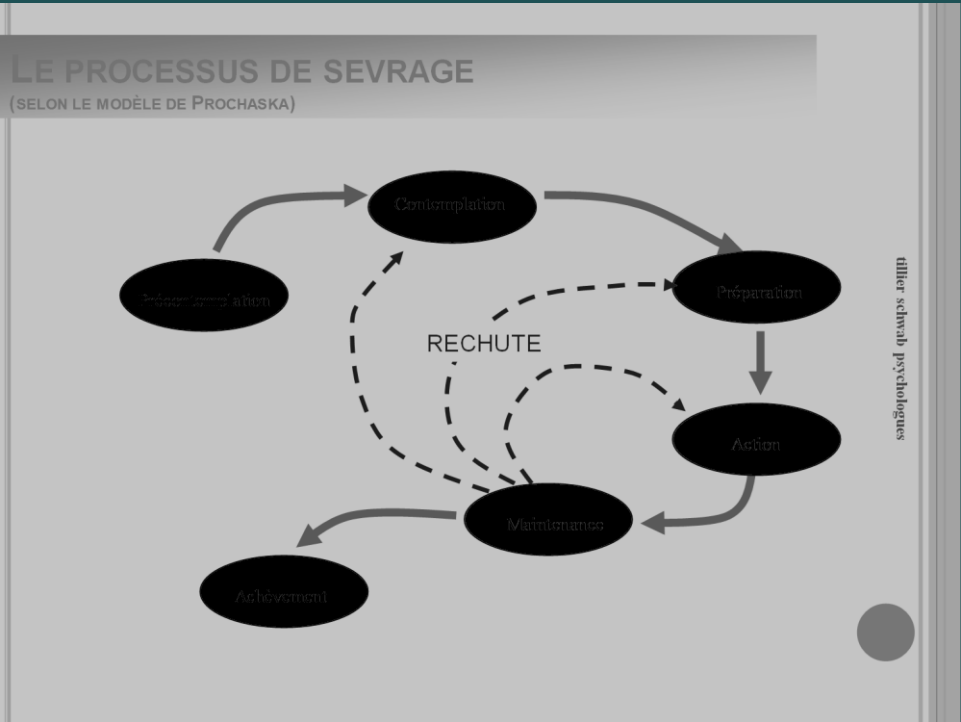 LE PROCESSUS DE SEVRAGE
(SELON LE MODÈLE DE PROCHASKA)
Contemplation
Précontemplation
Préparation
RECHUTE
Action
Maintenance
Achèvement
tillier schwab psychologues